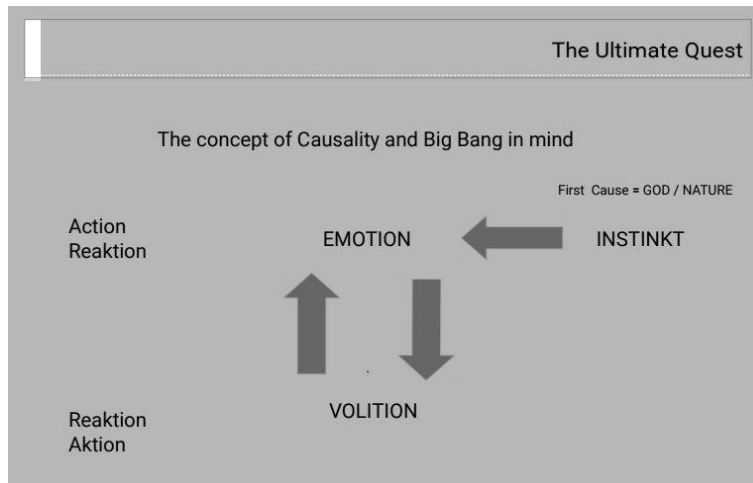 The Ultimate Quest
The concept of Causality and Big Bang in mind
First Cause = GOD / NATURE
Action
Reaktion
EMOTION
INSTINKT
VOLITION
Reaktion
Aktion